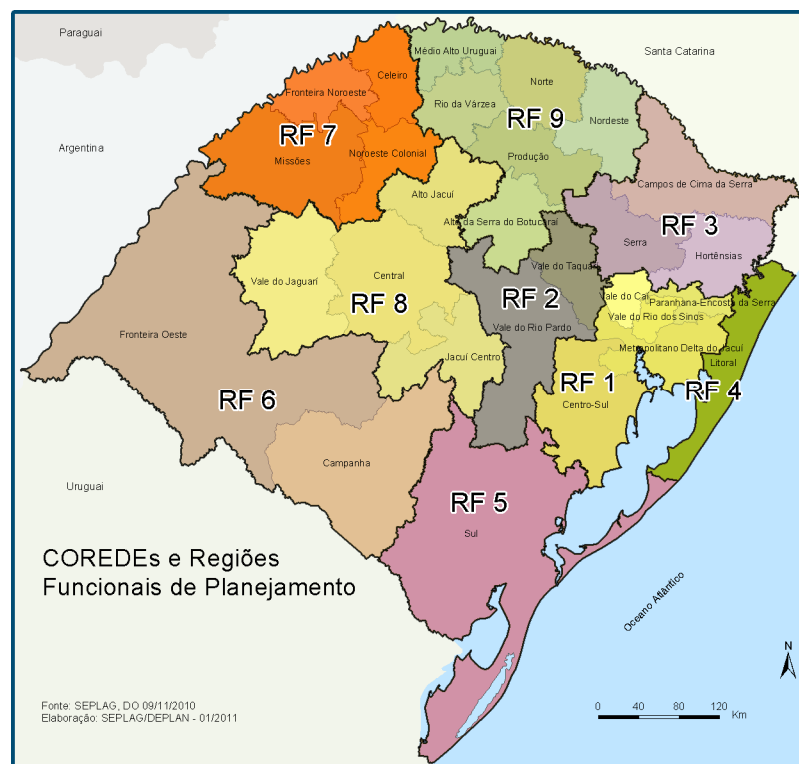 Paraguai
Santa Catarina
Médio Alto Uruguai
Norte
Celeiro
Fronteira Noroeste
Rio da Várzea
RF 9
Nordeste
RF 7
Argentina
Missões
Noroeste Colonial
Produção
Campos de Cima da Serra
Alto Jacuí
Alto da Serra do Botucaraí
RF 3
Serra
Hortênsias
Vale do Jaguari
Central
Vale do Taquari
RF 2
RF 8
Vale do Caí
Paranhana-Encosta da Serra
Vale do Rio dos Sinos
Vale do Rio Pardo
Fronteira Oeste
Jacuí Centro
Metropolitano Delta do Jacuí
Litoral
RF 1
RF 4
RF 6
Centro-Sul
Campanha
Uruguai
RF 5
Sul
COREDEs e Regiões
Funcionais de Planejamento
Oceano Atlântico
N
Fonte: SEPLAG, DO 09/11/2010
Elaboração: SEPLAG/DEPLAN - 01/2011
0 40 80 120
Km